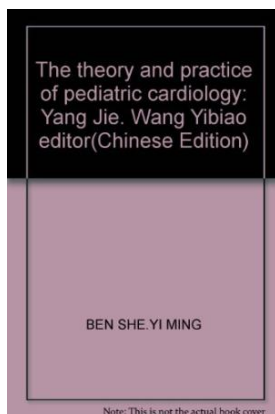 The theory and practice
of pediatric cardiology:
Yang Jie. Wang Yibiao
editor(Chinese Edition)
BEN SHE.YI MING
Note: This is not the actual book cover